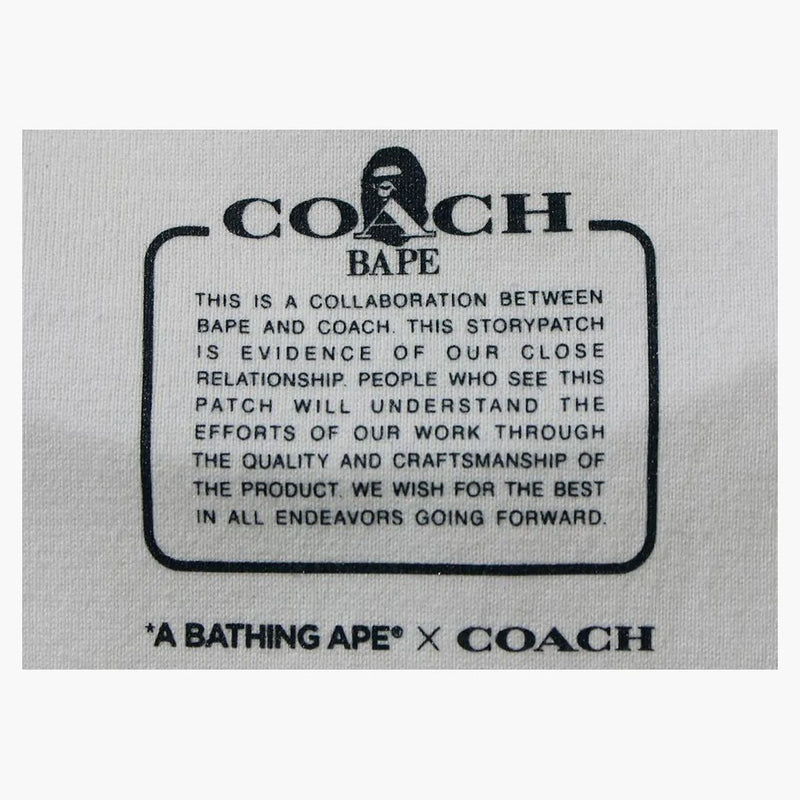 COACH
BAPE
THIS IS A COLLABORATION BETWEEN
BAPE AND COACH. THIS STORYPATCH
IS EVIDENCE OF OUR CLOSE
RELATIONSHIP. PEOPLE WHO SEE THIS
PATCH WILL UNDERSTAND THE
EFFORTS OF OUR WORK THROUGH
THE QUALITY AND CRAFTSMANSHIP OF
THE PRODUCT. WE WISH FOR THE BEST
IN ALL ENDEAVORS GOING FORWARD.
*A BATHING APE® × COACH